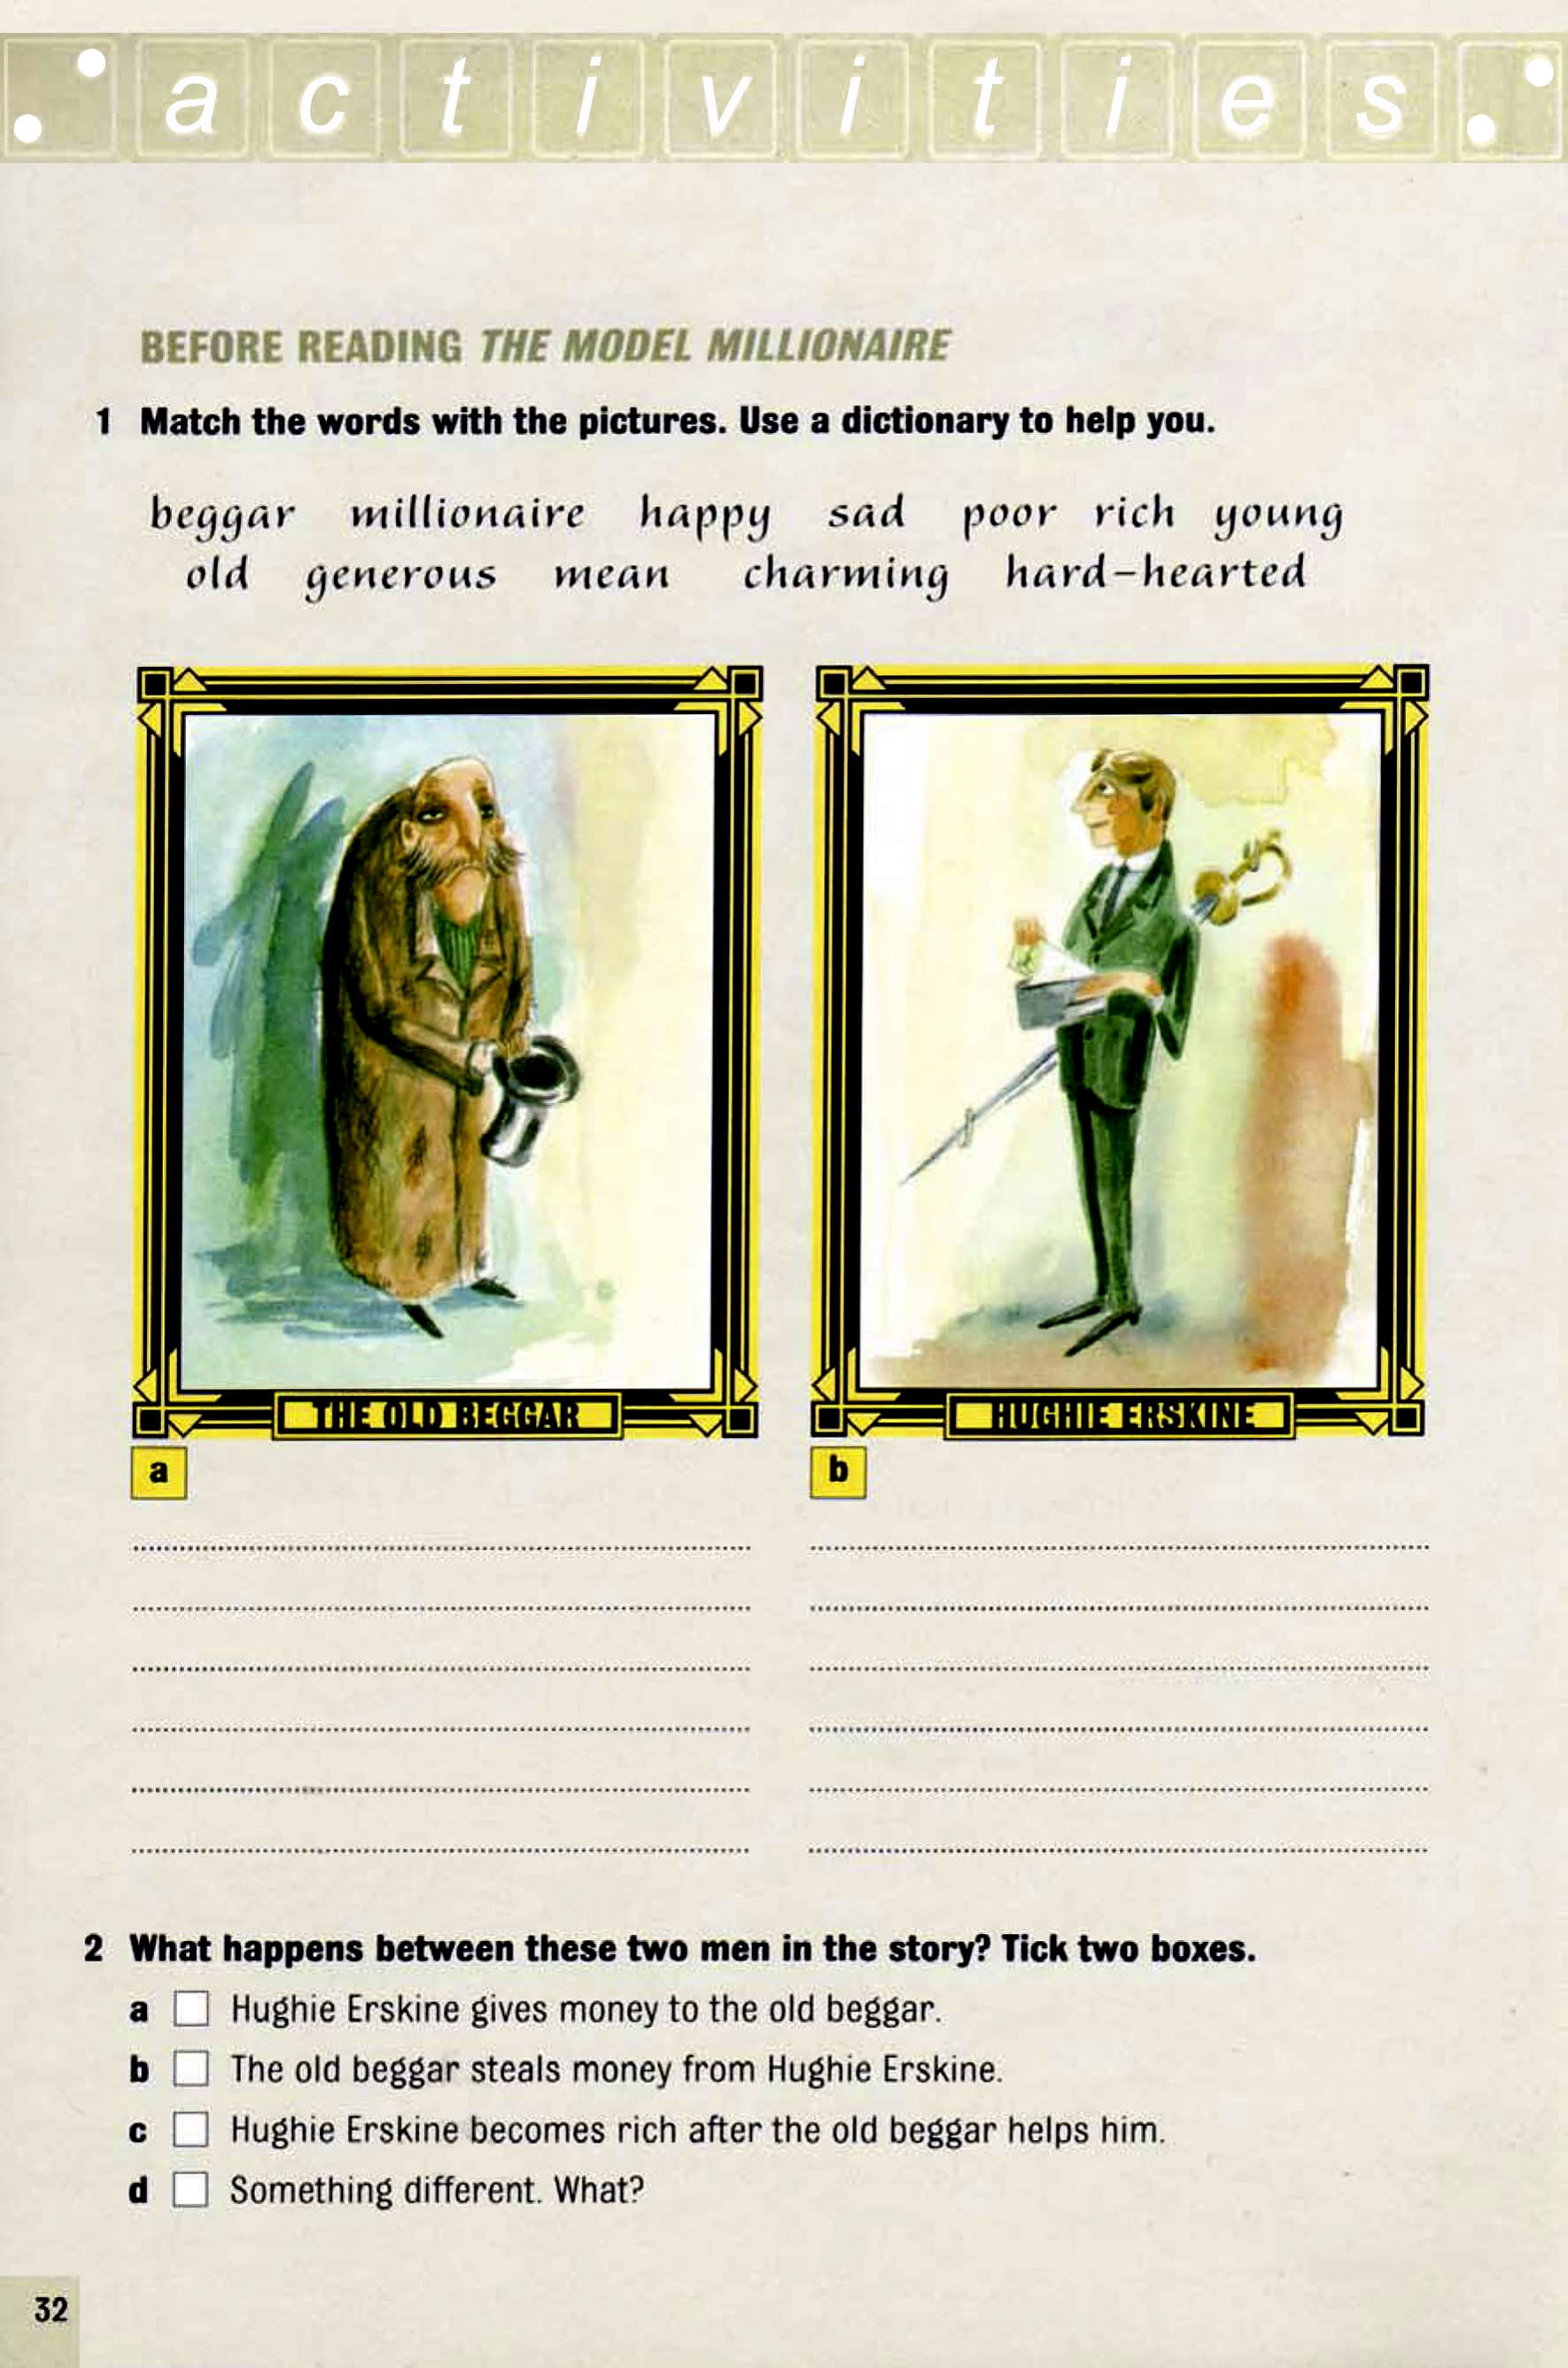 activities
BEFORE READING THE MODEL MILLIONAIRE
1 Match the words with the pictures. Use a dictionary to help you.
beggar millionaire happy sad poor rich young
old generous mean charming hard-hearted
THE OLD BEGGAR HUGHIE ERSKINE
a b
2 What happens between these two men in the story? Tick two boxes.
a Hughie Erskine gives money to the old beggar.
b The old beggar steals money from Hughie Erskine.
c Hughie Erskine becomes rich after the old beggar helps him.
d Something different. What?
32